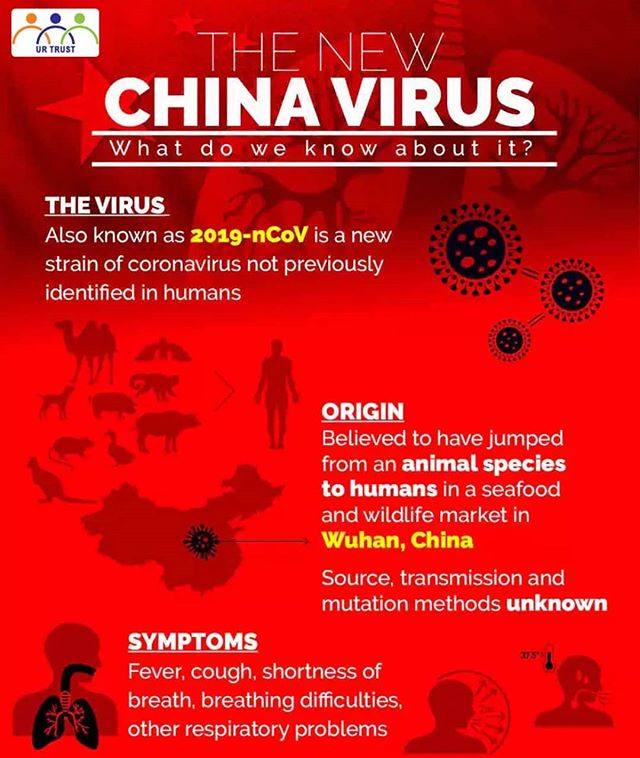 UR TRUST
THE NEW
CHINA VIRUS
What do we know about it?
THE VIRUS
Also known as 2019-nCoV is a new
strain of coronavirus not previously
identified in humans
ORIGIN
Believed to have jumped
from an animal species
to humans in a seafood
and wildlife market in
Wuhan, China
Source, transmission and
mutation methods unknown
SYMPTOMS
Fever, cough, shortness of
breath, breathing difficulties,
other respiratory problems